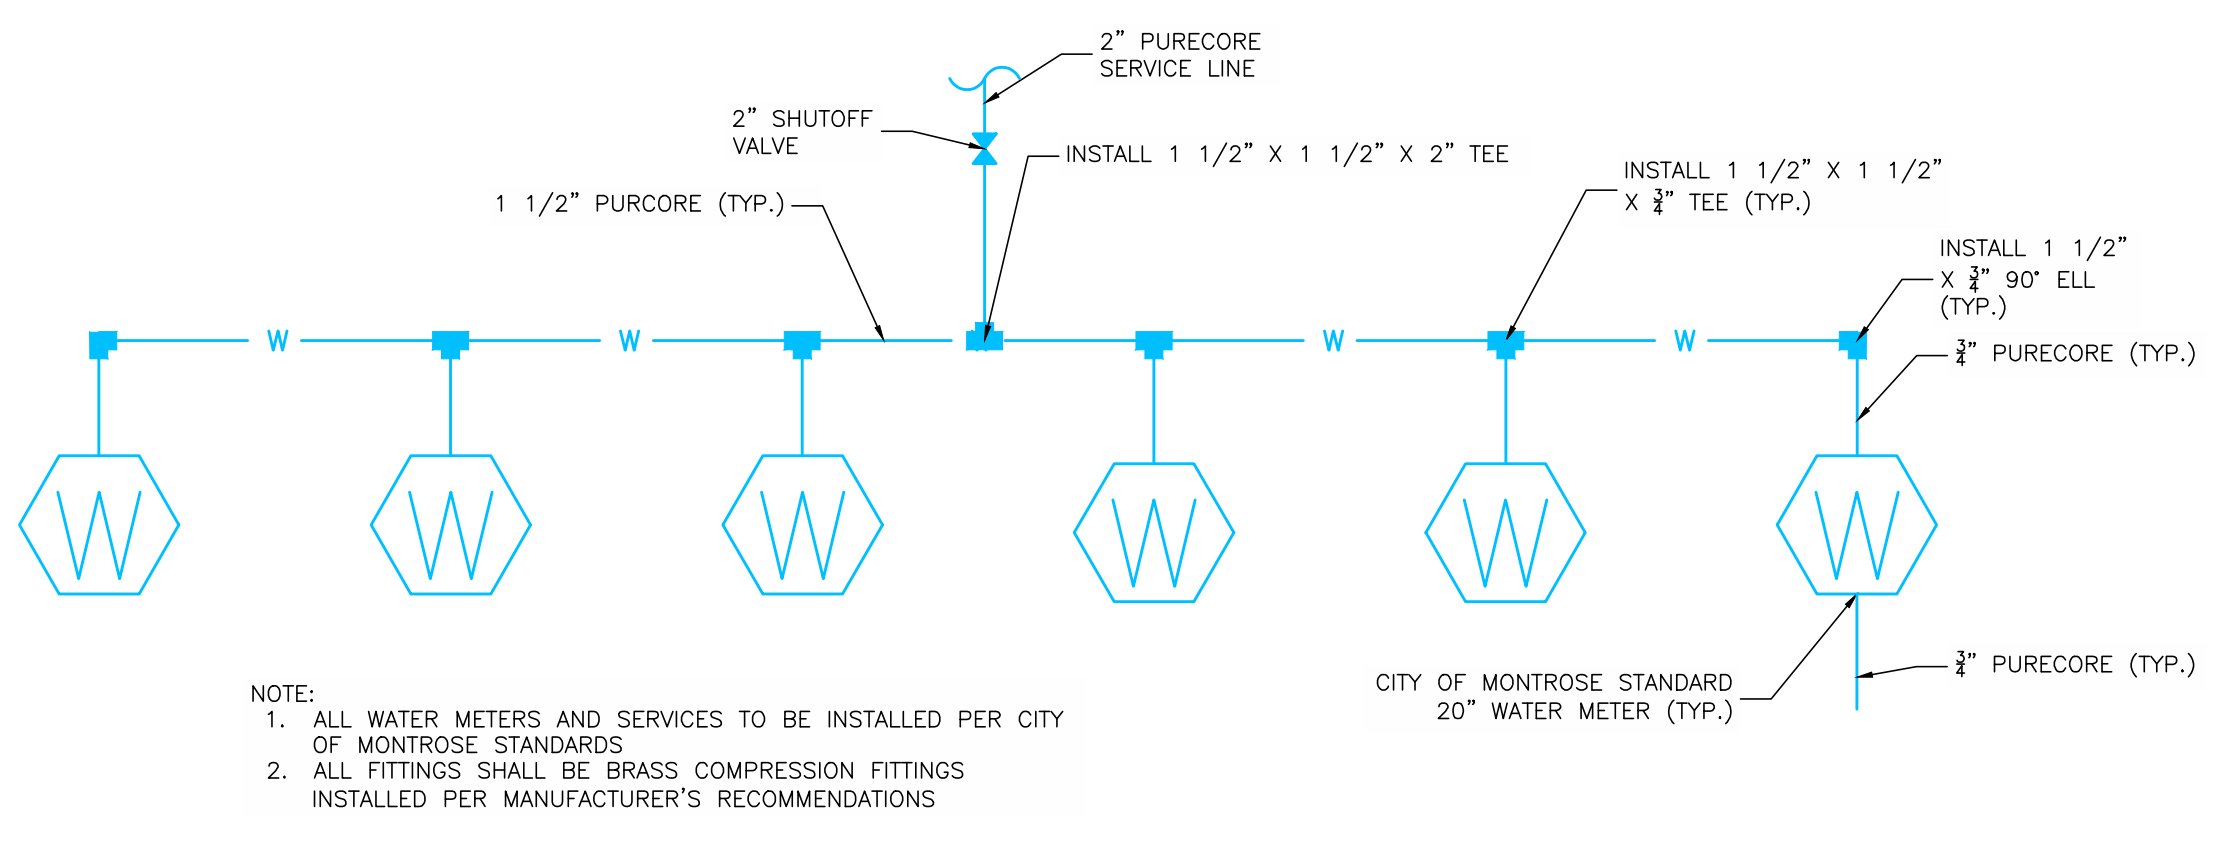 2" PURECORE
SERVICE LINE
2" SHUTOFF
VALVE
INSTALL 1 1/2" X 1 1/2" X 2" TEE
INSTALL 1 1/2" X 1 1/2"
X 3/4" TEE (TYP.)
1 1/2" PURCORE (TYP.)
INSTALL 1 1/2"
X 3/4" 90° ELL
(TYP.)
W W W W
3/4" PURECORE (TYP.)
W W W W W W
3/4" PURECORE (TYP.)
CITY OF MONTROSE STANDARD
20" WATER METER (TYP.)
NOTE:
1. ALL WATER METERS AND SERVICES TO BE INSTALLED PER CITY
OF MONTROSE STANDARDS
2. ALL FITTINGS SHALL BE BRASS COMPRESSION FITTINGS
INSTALLED PER MANUFACTURER'S RECOMMENDATIONS